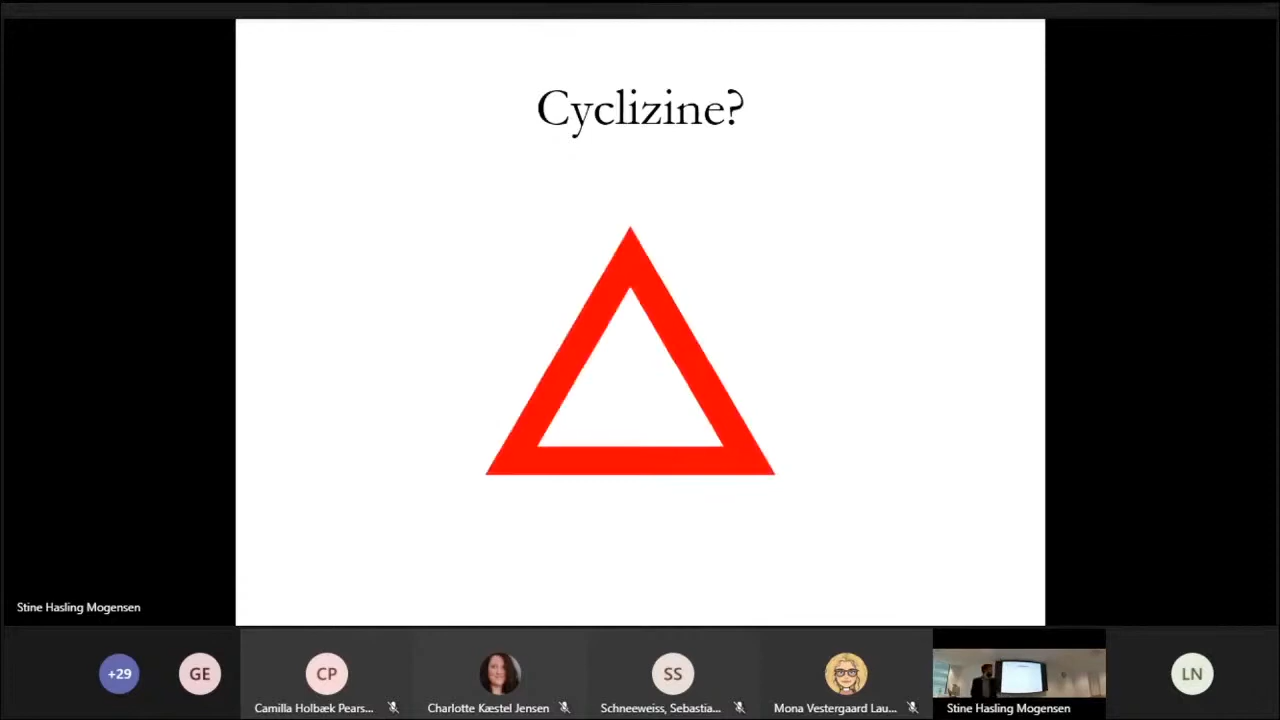 Cyclizine?
Stine Hasling Mogensen
+29
GE
CP
Camilla Holbæk Pears...
Charlotte Kæstel Jensen
SS
Schneeweiss, Sebastia...
Mona Vestergaard Lau...
Stine Hasling Mogensen
LN